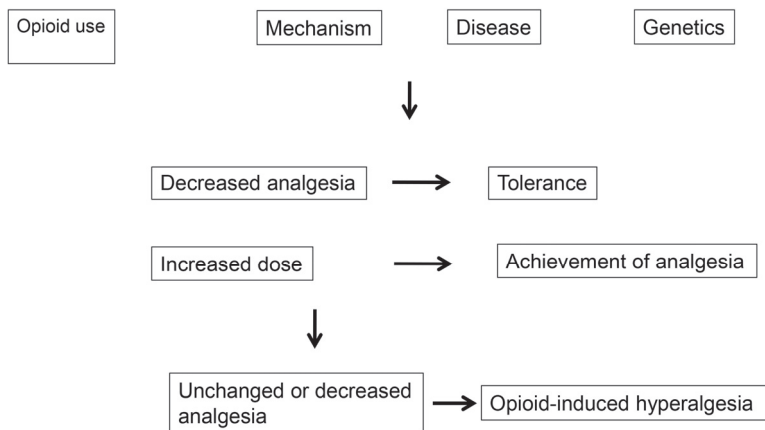 Opioid use
Mechanism
Disease
Genetics
Decreased analgesia
Tolerance
Increased dose
Achievement of analgesia
Unchanged or decreased
analgesia
Opioid-induced hyperalgesia